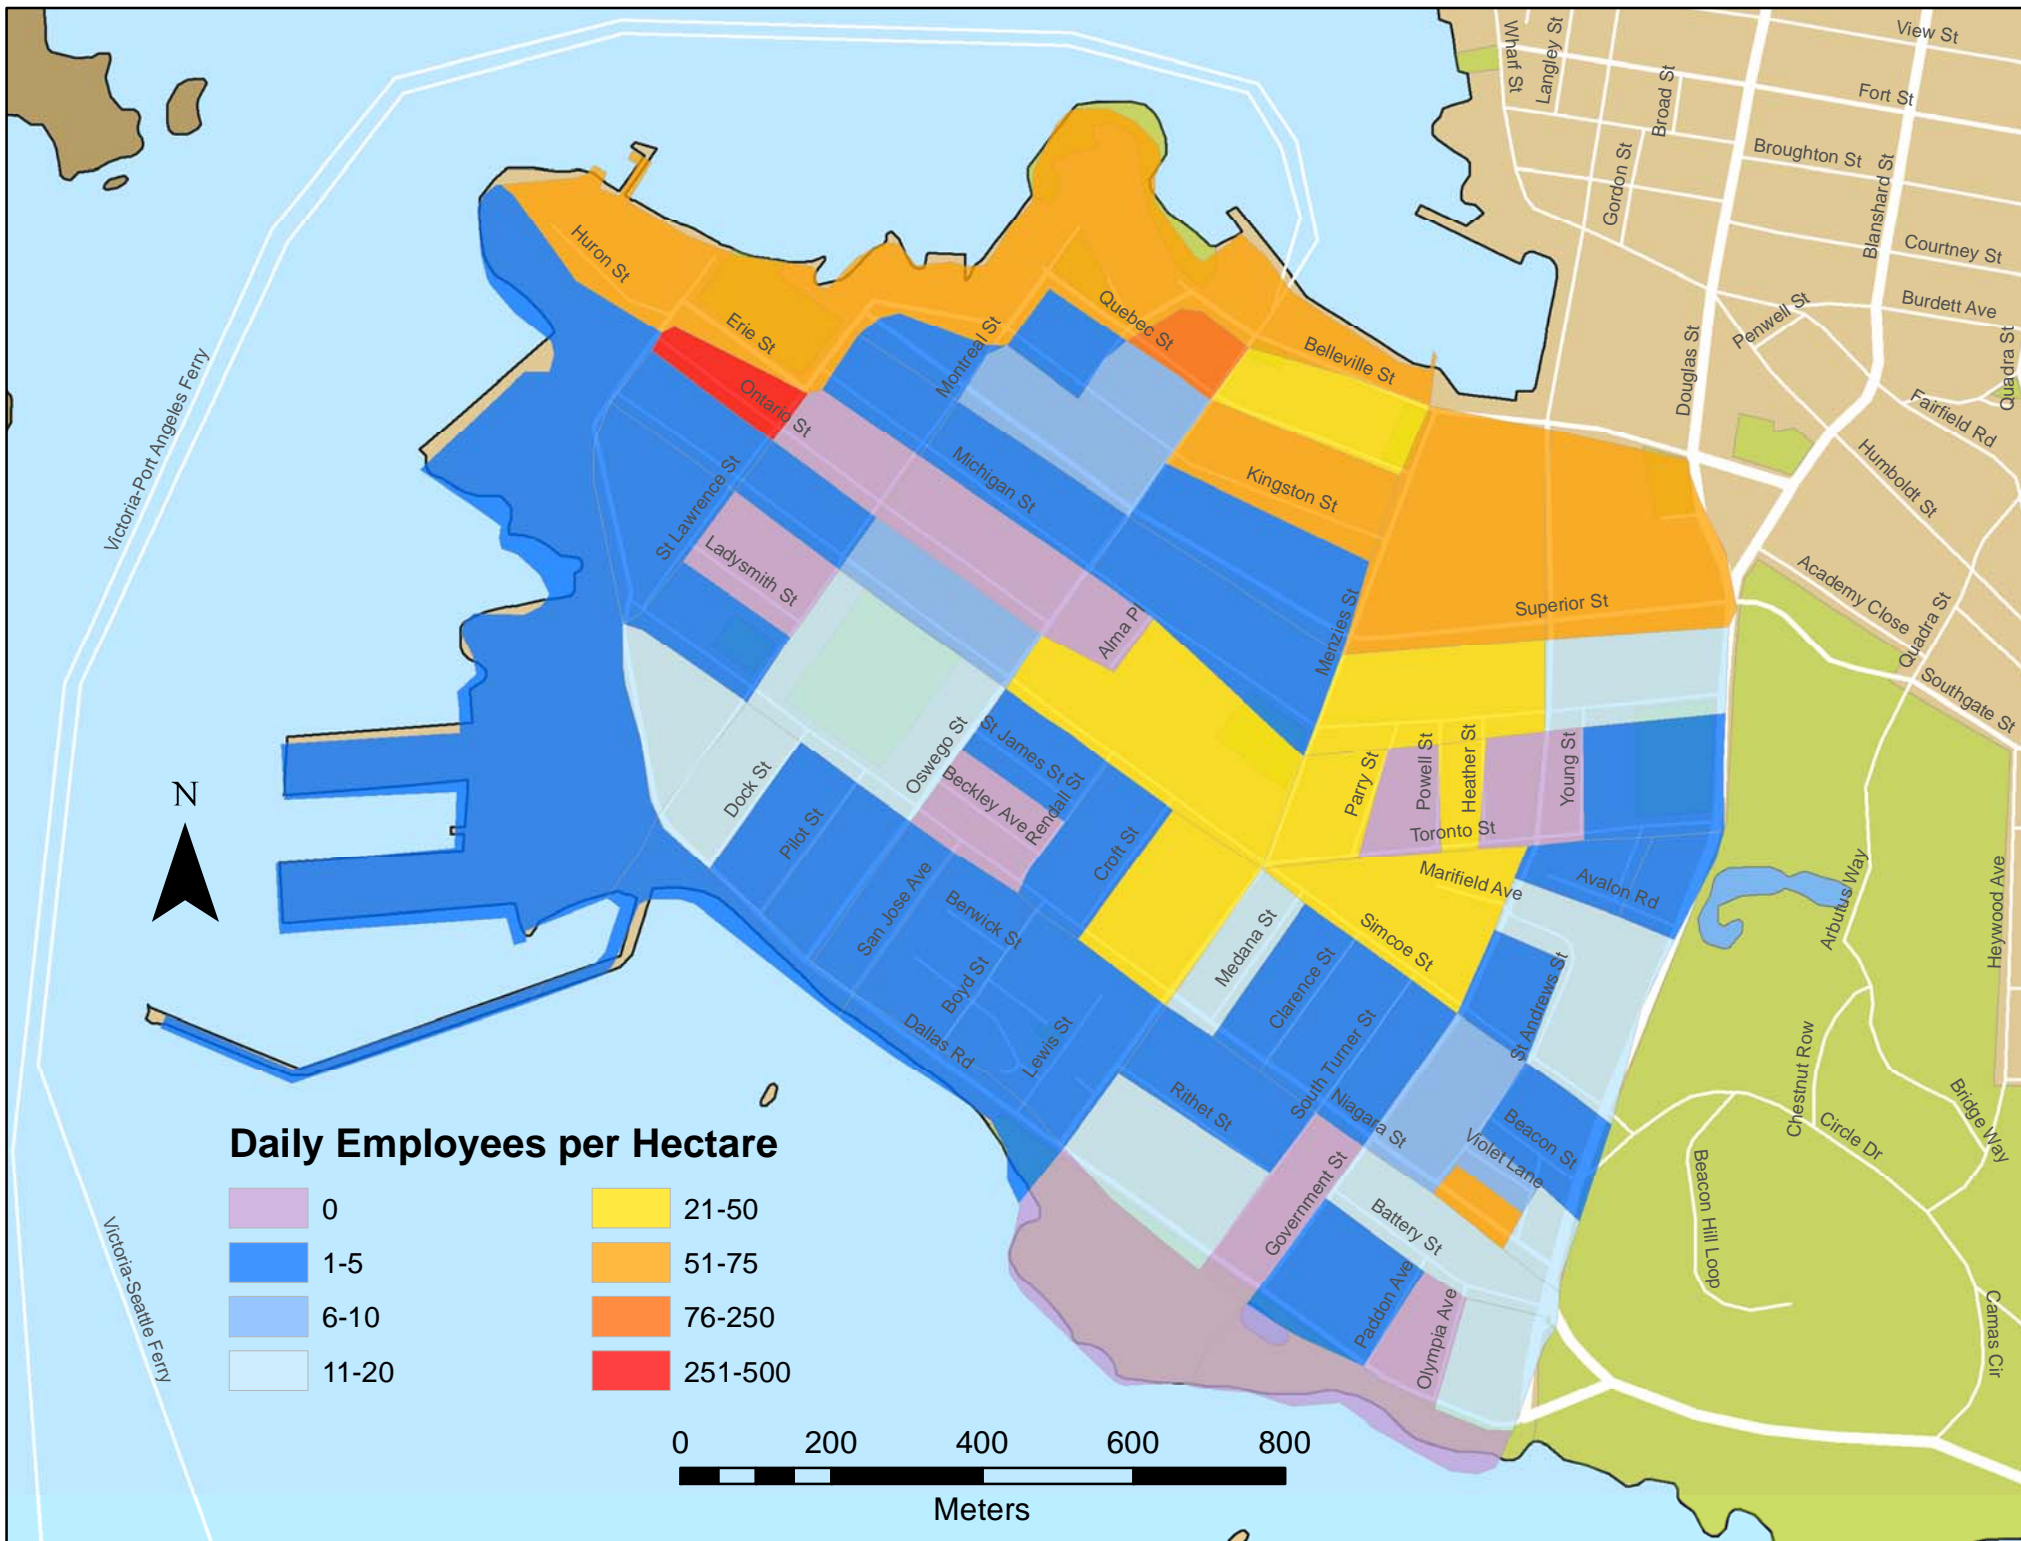 View St
Wharf St
Langley St
Broad St
Fort St
Gordon St
Broughton St
Blanshard St
Courtney St
Burdett Ave
Penwell St
Quadra St
Douglas St
Fairfield Rd
Humboldt St
Academy Close
Quadra St
Southgate St
Huron St
Erie St
Ontario St
Montreal St
Quebec St
Belleville St
Kingston St
Michigan St
Superior St
Menzies St
St Lawrence St
Ladysmith St
Alma Pl
Victoria-Port Angeles Ferry
Dock St
Pilot St
Oswego St
St James St
Beckley Ave
Rendall St
Croft St
San Jose Ave
Berwick St
Boyd St
Lewis St
Dallas Rd
Parry St
Powell St
Heather St
Young St
Toronto St
Marifield Ave
Avalon Rd
Simcoe St
Medana St
Clarence St
South Turner St
St Andrews St
Rithet St
Niagara St
Beacon St
Violet Lane
Government St
Battery St
Paddon Ave
Olympia Ave
Arbutus Way
Heywood Ave
Chestnut Row
Circle Dr
Bridge Way
Beacon Hill Loop
Camas Cir
Victoria-Seattle Ferry
N
Daily Employees per Hectare
0
1-5
6-10
11-20
21-50
51-75
76-250
251-500
0 200 400 600 800
Meters